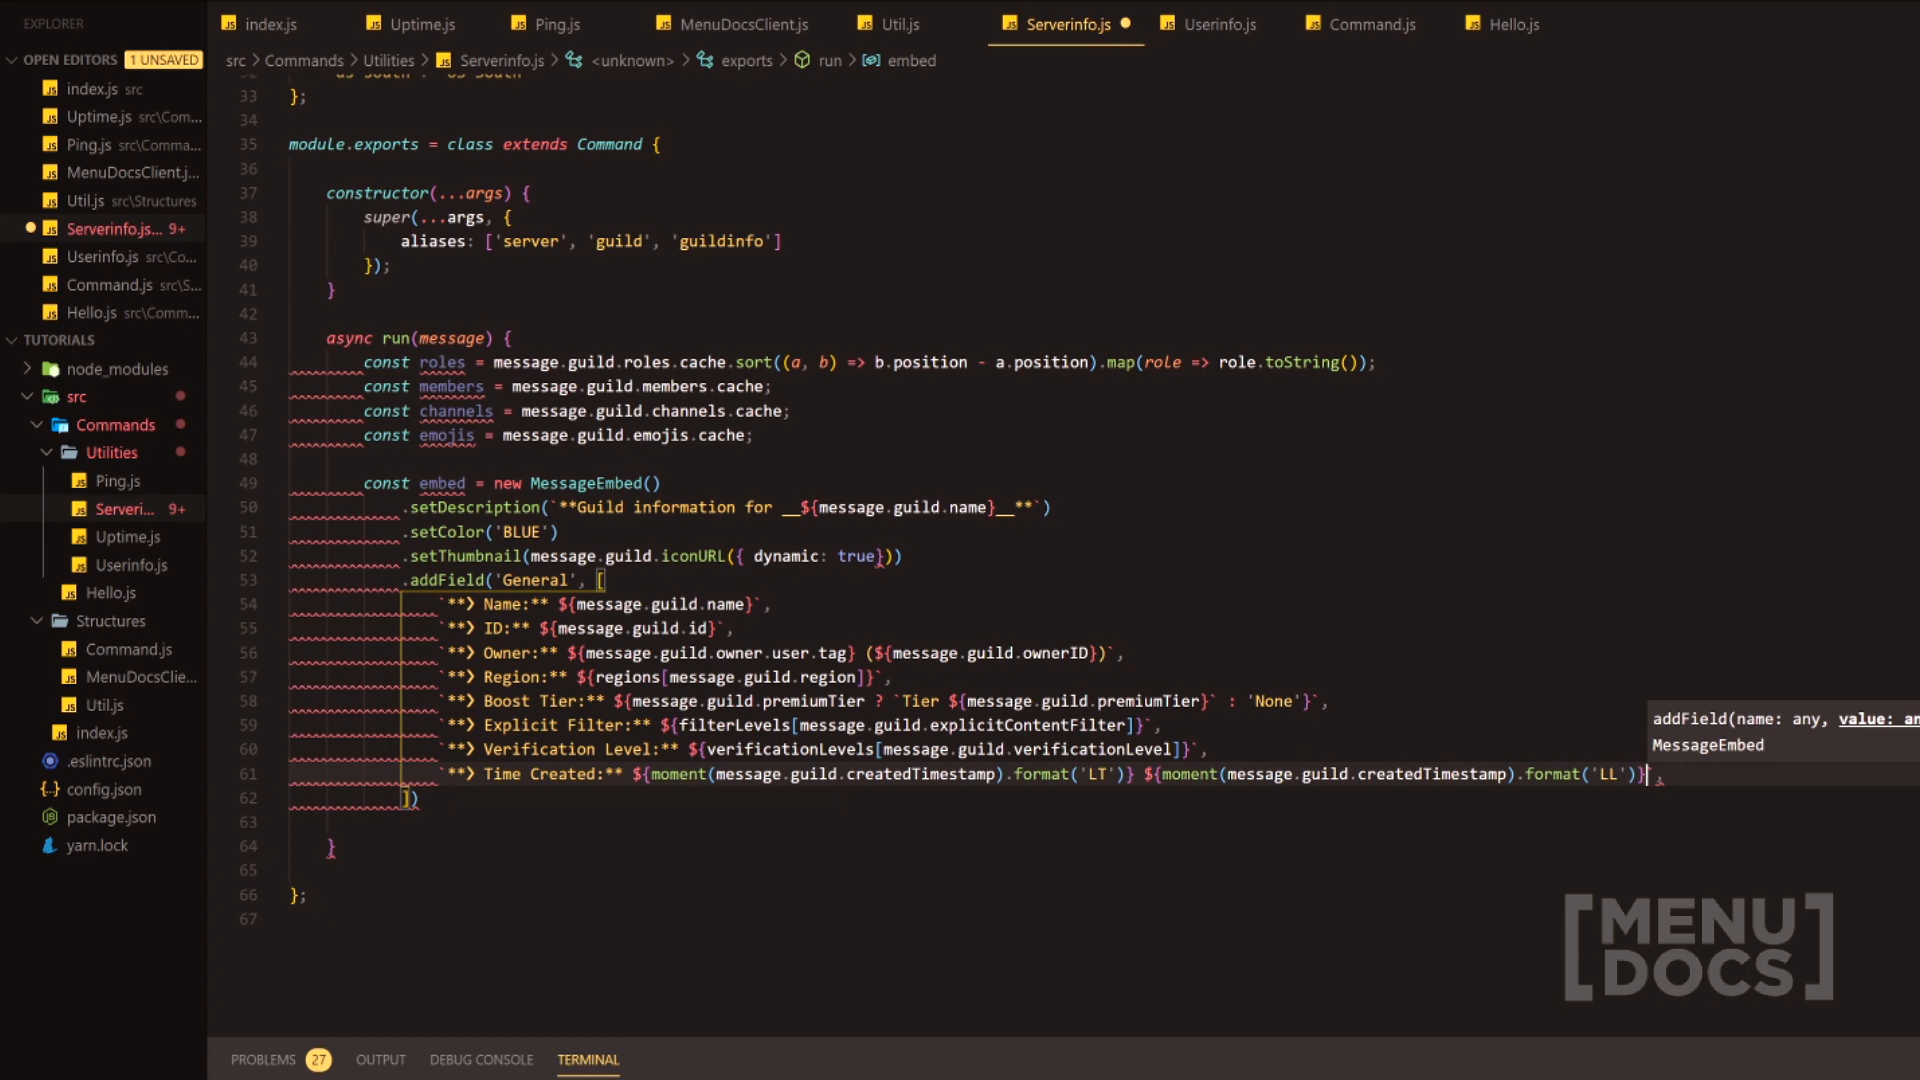 EXPLORER
index.js
Uptime.js
Ping.js
MenuDocsClient.js
Util.js
Serverinfo.js
Userinfo.js
Command.js
Hello.js
OPEN EDITORS 1 UNSAVED
src > Commands > Utilities > Serverinfo.js > <unknown> > exports > run > embed
index.js src
Uptime.js src\Com...
Ping.js src\Comma...
MenuDocsClient.j...
Util.js src\Structures
Serverinfo.js... 9+
Userinfo.js src\Co...
Command.js src\S...
Hello.js src\Comm...
TUTORIALS
node_modules
src
Commands
Utilities
Ping.js
Serveri... 9+
Uptime.js
Userinfo.js
Hello.js
Structures
Command.js
MenuDocsClie...
Util.js
index.js
.eslintrc.json
config.json
package.json
yarn.lock
33 };
34
35 module.exports = class extends Command {
36
37 constructor(...args) {
38 super(...args, {
39 aliases: ['server', 'guild', 'guildinfo']
40 });
41 }
42
43 async run(message) {
44 const roles = message.guild.roles.cache.sort((a, b) => b.position - a.position).map(role => role.toString());
45 const members = message.guild.members.cache;
46 const channels = message.guild.channels.cache;
47 const emojis = message.guild.emojis.cache;
48
49 const embed = new MessageEmbed()
50 .setDescription(`**Guild information for __${message.guild.name}__**`)
51 .setColor('BLUE')
52 .setThumbnail(message.guild.iconURL({ dynamic: true}))
53 .addField('General', [
54 `**❯ Name:** ${message.guild.name}`,
55 `**❯ ID:** ${message.guild.id}`,
56 `**❯ Owner:** ${message.guild.owner.user.tag} (${message.guild.ownerID})`,
57 `**❯ Region:** ${regions[message.guild.region]}`,
58 `**❯ Boost Tier:** ${message.guild.premiumTier ? `Tier ${message.guild.premiumTier}` : 'None'}`,
59 `**❯ Explicit Filter:** ${filterLevels[message.guild.explicitContentFilter]}`,
60 `**❯ Verification Level:** ${verificationLevels[message.guild.verificationLevel]}`,
61 `**❯ Time Created:** ${moment(message.guild.createdTimestamp).format('LT')} ${moment(message.guild.createdTimestamp).format('LL')}`,
62 ])
63
64 }
65
66 };
67
addField(name: any, value: an
MessageEmbed
[MENU
DOCS]
PROBLEMS 27 OUTPUT DEBUG CONSOLE TERMINAL